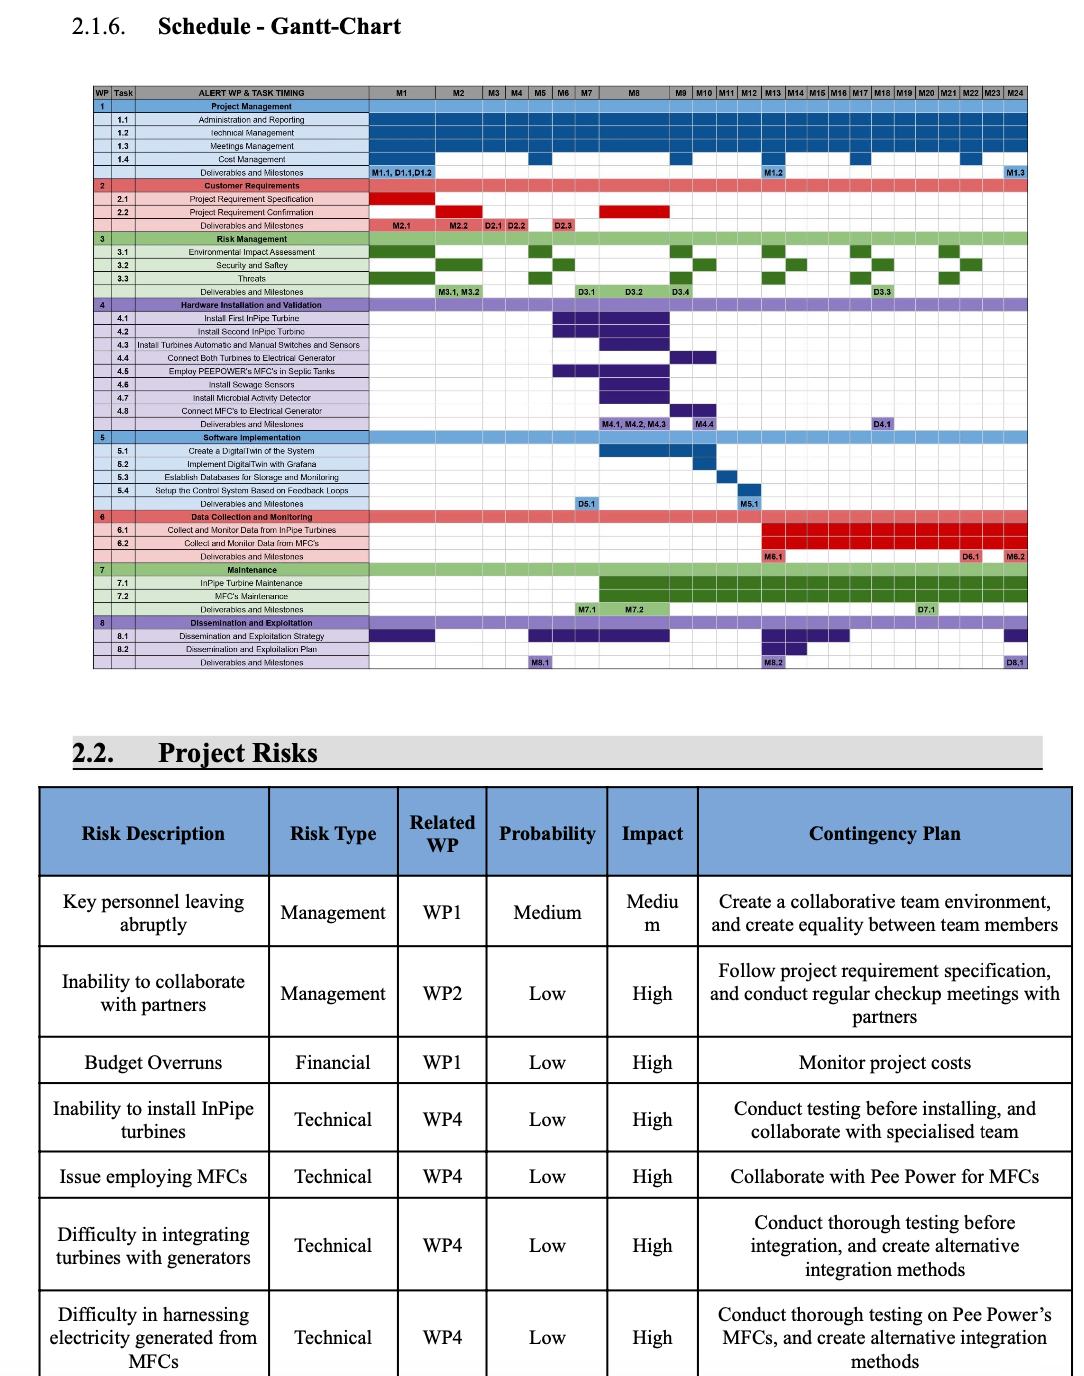 2.1.6. Schedule - Gantt-Chart
WP Task ALERT WP & TASK TIMING M1 M2 M3 M4 M5 M6 M7 M8 M9 M10 M11 M12 M13 M14 M15 M16 M17 M18 M19 M20 M21 M22 M23 M24
1 Project Management
1.1 Administration and Reporting
1.2 Technical Management
1.3 Meetings Management
1.4 Cost Management
Deliverables and Milestones M1.1, D1.1,D1.2 M1.2 M1.3
2 Customer Requirements
2.1 Project Requirement Specification
2.2 Project Requirement Confirmation
Deliverables and Milestones M2.1 M2.2 D2.1 D2.2 D2.3
3 Risk Management
3.1 Environmental Impact Assessment
3.2 Security and Saftey
3.3 Threats
Deliverables and Milestones M3.1, M3.2 D3.1 D3.2 D3.4 D3.3
4 Hardware Installation and Validation
4.1 Install First InPipe Turbine
4.2 Install Second InPipe Turbine
4.3 Install Turbines Automatic and Manual Switches and Sensors
4.4 Connect Both Turbines to Electrical Generator
4.5 Employ PEEPOWER's MFC's in Septic Tanks
4.6 Install Sewage Sensors
4.7 Install Microbial Activity Detector
4.8 Connect MFC's to Electrical Generator
Deliverables and Milestones M4.1, M4.2, M4.3 M4.4 D4.1
5 Software Implementation
5.1 Create a DigitalTwin of the System
5.2 Implement DigitalTwin with Grafana
5.3 Establish Databases for Storage and Monitoring
5.4 Setup the Control System Based on Feedback Loops
Deliverables and Milestones D5.1 M5.1
6 Data Collection and Monitoring
6.1 Collect and Monitor Data from InPipe Turbines
6.2 Collect and Monitor Data from MFC's
Deliverables and Milestones M6.1 D6.1 M6.2
7 Maintenance
7.1 InPipe Turbine Maintenance
7.2 MFC's Maintenance
Deliverables and Milestones M7.1 M7.2 D7.1
8 Dissemination and Exploitation
8.1 Dissemination and Exploitation Strategy
8.2 Dissemination and Exploitation Plan
Deliverables and Milestones M8.1 M8.2 D8.1
2.2. Project Risks
Risk Description Risk Type Related WP Probability Impact Contingency Plan
Key personnel leaving abruptly Management WP1 Medium Mediu m Create a collaborative team environment, and create equality between team members
Inability to collaborate with partners Management WP2 Low High Follow project requirement specification, and conduct regular checkup meetings with partners
Budget Overruns Financial WP1 Low High Monitor project costs
Inability to install InPipe turbines Technical WP4 Low High Conduct testing before installing, and collaborate with specialised team
Issue employing MFCs Technical WP4 Low High Collaborate with Pee Power for MFCs
Difficulty in integrating turbines with generators Technical WP4 Low High Conduct thorough testing before integration, and create alternative integration methods
Difficulty in harnessing electricity generated from MFCs Technical WP4 Low High Conduct thorough testing on Pee Power's MFCs, and create alternative integration methods